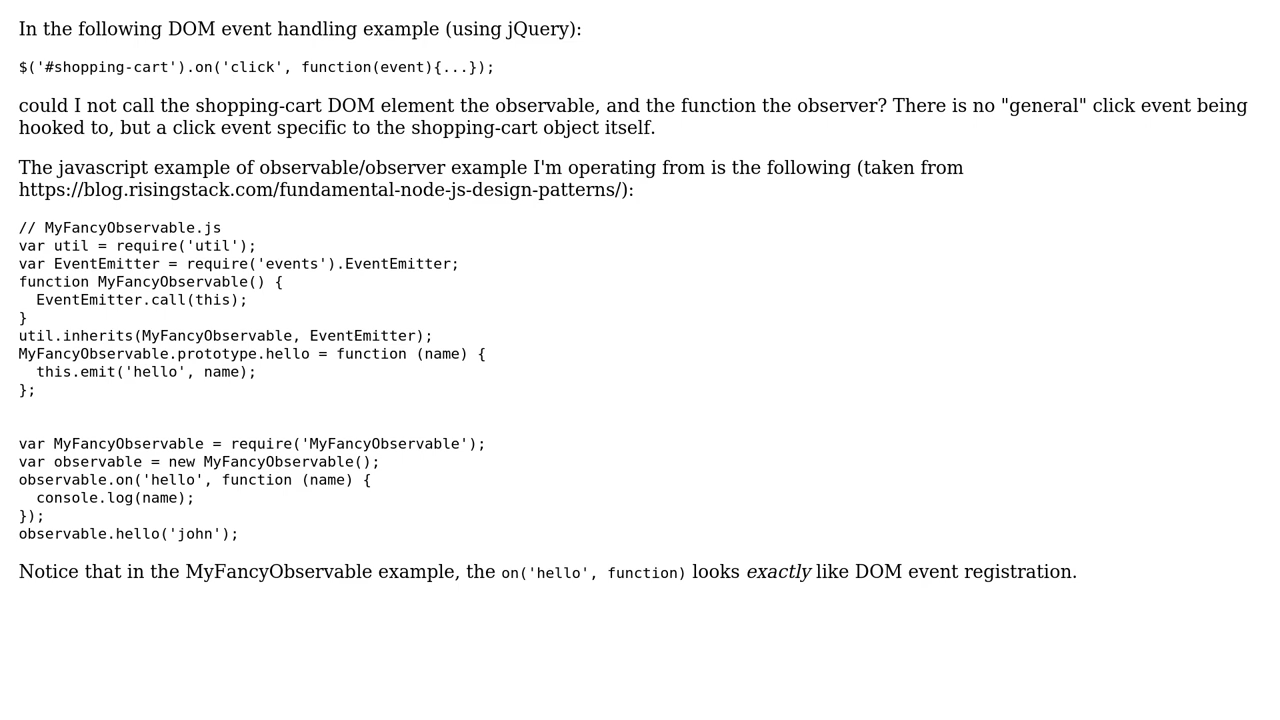 In the following DOM event handling example (using jQuery):
$('#shopping-cart').on('click', function(event){...});
could I not call the shopping-cart DOM element the observable, and the function the observer? There is no "general" click event being
hooked to, but a click event specific to the shopping-cart object itself.
The javascript example of observable/observer example I'm operating from is the following (taken from
https://blog.risingstack.com/fundamental-node-js-design-patterns/):
// MyFancyObservable.js
var util = require('util');
var EventEmitter = require('events').EventEmitter;
function MyFancyObservable() {
  EventEmitter.call(this);
}
util.inherits(MyFancyObservable, EventEmitter);
MyFancyObservable.prototype.hello = function (name) {
  this.emit('hello', name);
};
var MyFancyObservable = require('MyFancyObservable');
var observable = new MyFancyObservable();
observable.on('hello', function (name) {
  console.log(name);
});
observable.hello('john');
Notice that in the MyFancyObservable example, the on('hello', function) looks exactly like DOM event registration.